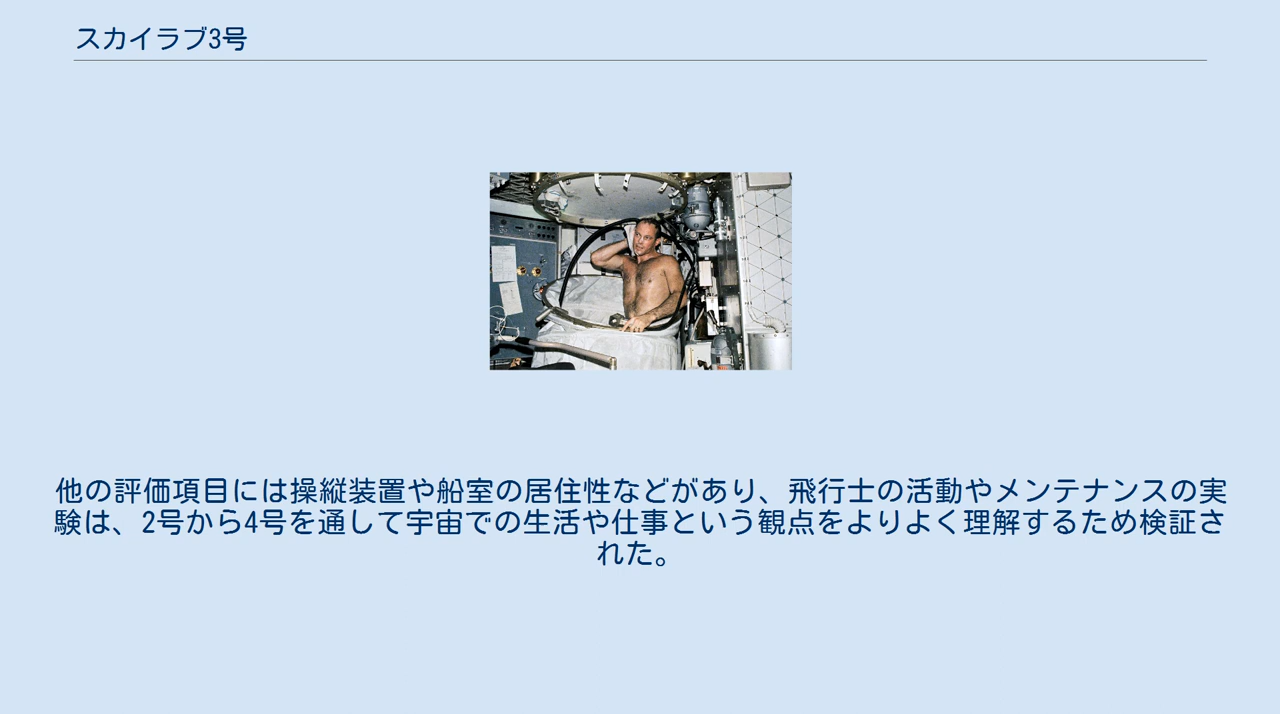 スカイラブ3号
他の評価項目には操縦装置や船室の居住性などがあり、飛行士の活動やメンテナンスの実
験は、2号から4号を通して宇宙での生活や仕事という観点をよりよく理解するため検証さ
れた。